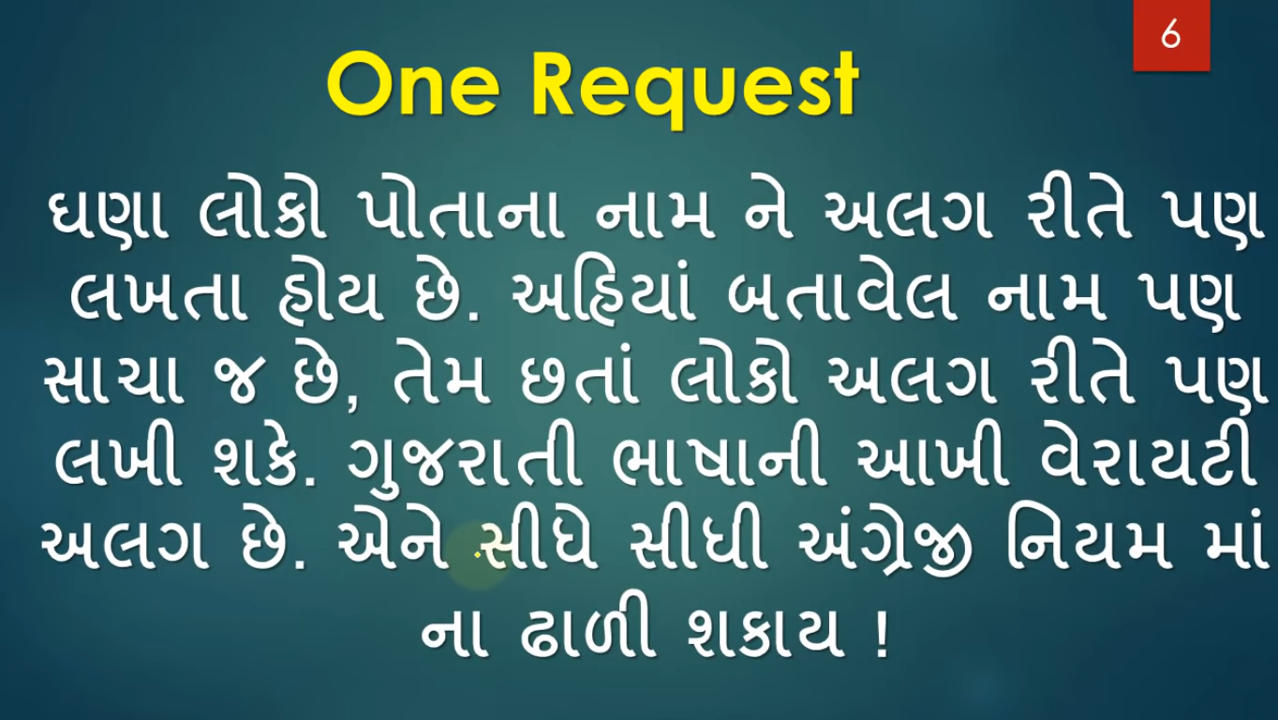 6
One Request
ઘણા લોકો પોતાના નામ ને અલગ રીતે પણ
લખતા હોય છે. અહિયાં બતાવેલ નામ પણ
સાચા જ છે, તેમ છતાં લોકો અલગ રીતે પણ
લખી શકે. ગુજરાતી ભાષાની આખી વેરાયટી
અલગ છે. એને સીધે સીધી અંગ્રેજી નિયમ માં
ના ઢાળી શકાય !